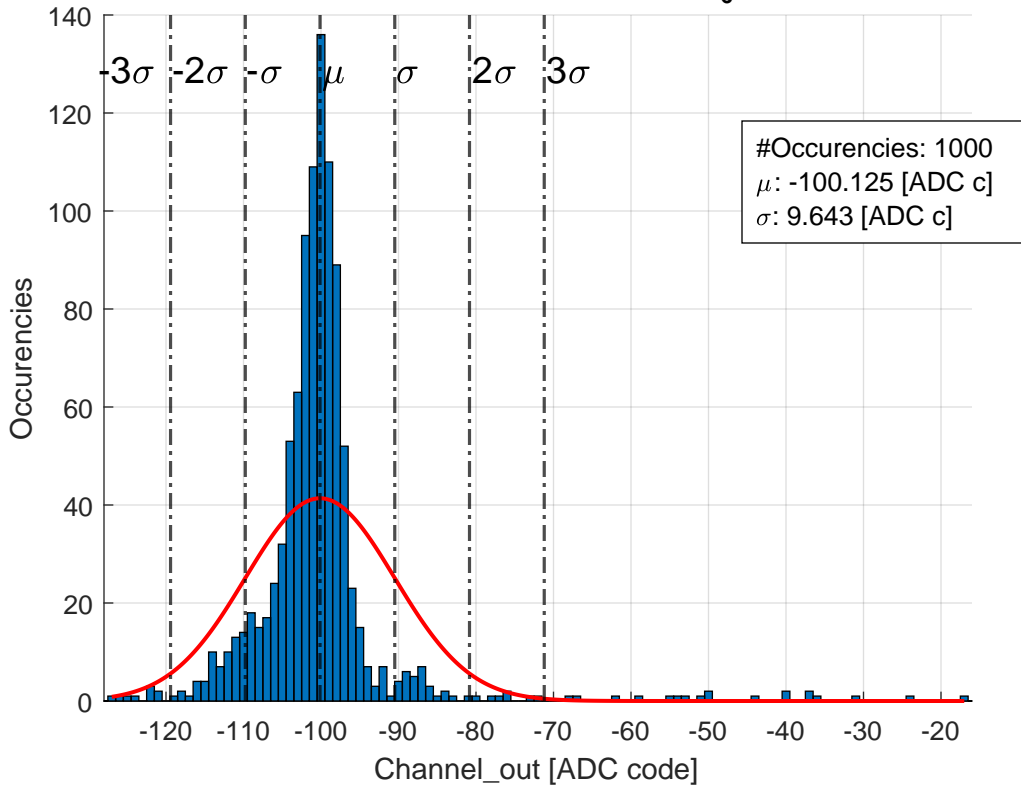 140
120
100
80
60
40
20
0
Occurencies
-3σ -2σ -σ μ σ 2σ 3σ
#Occurencies: 1000
μ: -100.125 [ADC c]
σ: 9.643 [ADC c]
-120 -110 -100 -90 -80 -70 -60 -50 -40 -30 -20
Channel_out [ADC code]